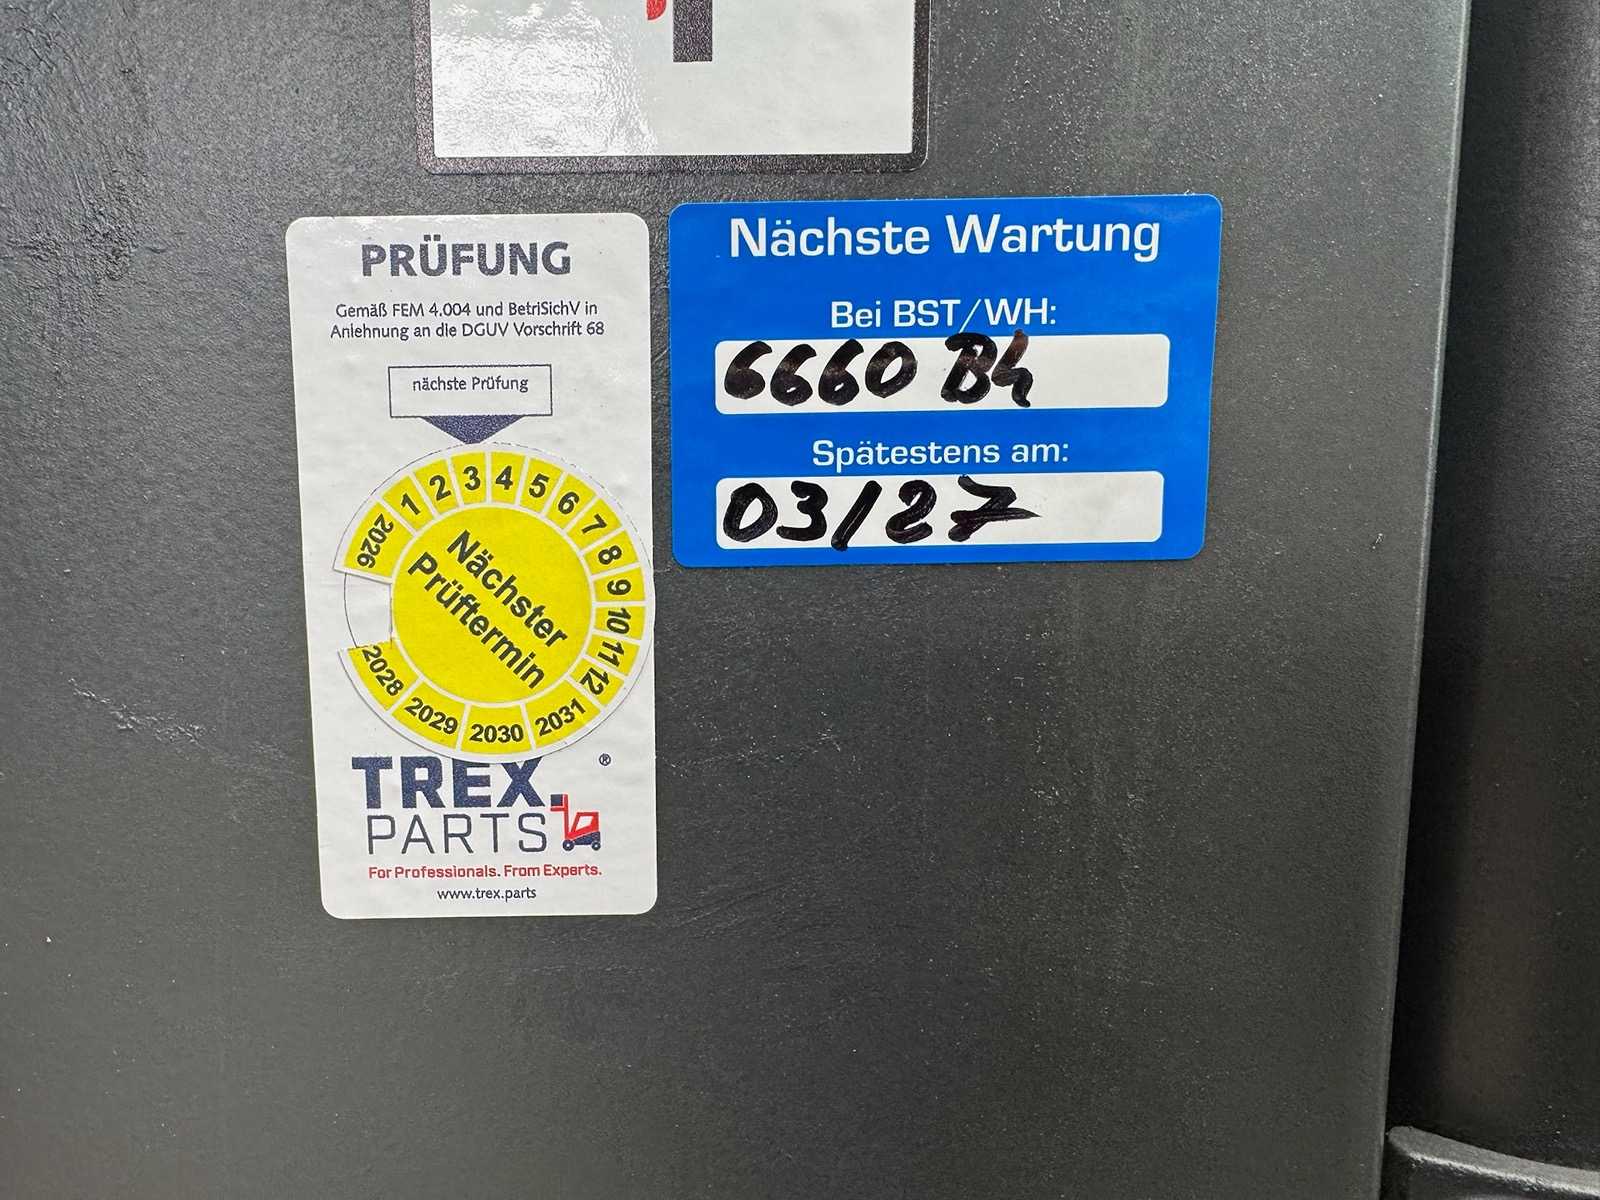 PRÜFUNG
Gemäß FEM 4.004 und BetriSichV in
Anlehnung an die DGUV Vorschrift 68
nächste Prüfung
2026 1 2 3 4 5 6 7 8 9 10 11 12
2028 2029 2030 2031
Nächster
Prüftermin
TREX.®
PARTS
For Professionals. From Experts.
www.trex.parts
Nächste Wartung
Bei BST/WH:
6660 Bh
Spätestens am:
03/27